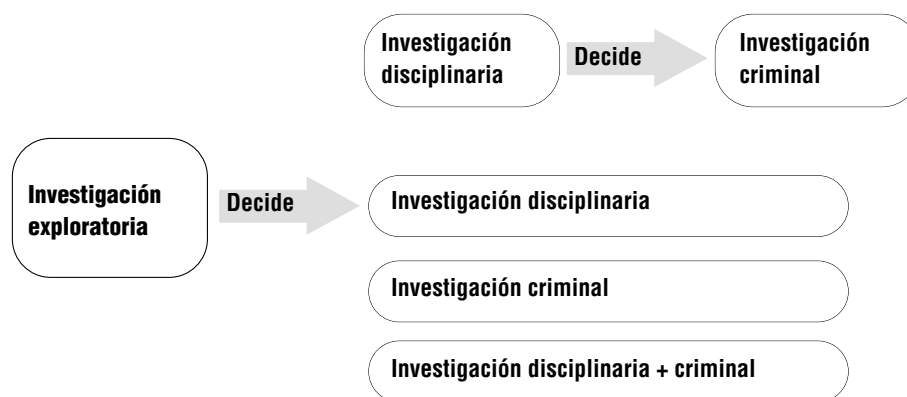 Investigación
disciplinaria
Decide
Investigación
criminal
Investigación
exploratoria
Decide
Investigación disciplinaria
Investigación criminal
Investigación disciplinaria + criminal